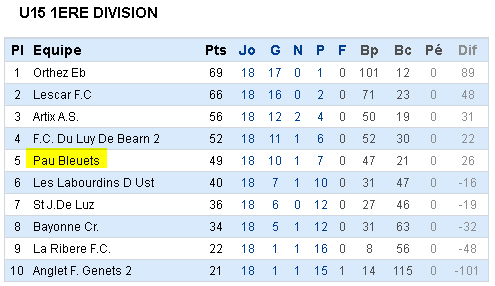 U15 1ERE DIVISION
Pl Equipe Pts Jo G N P F Bp Bc Pé Dif
1 Orthez Eb 69 18 17 0 1 0 101 12 0 89
2 Lescar F.C 66 18 16 0 2 0 71 23 0 48
3 Artix A.S. 56 18 12 2 4 0 50 19 0 31
4 F.C. Du Luy De Bearn 2 52 18 11 1 6 0 52 30 0 22
5 Pau Bleuets 49 18 10 1 7 0 47 21 0 26
6 Les Labourdins D Ust 40 18 7 1 10 0 31 47 0 -16
7 St J.De Luz 36 18 6 0 12 0 27 46 0 -19
8 Bayonne Cr. 34 18 5 1 12 0 31 63 0 -32
9 La Ribere F.C. 22 18 1 1 16 0 8 56 0 -48
10 Anglet F. Genets 2 21 18 1 1 15 1 14 115 0 -101